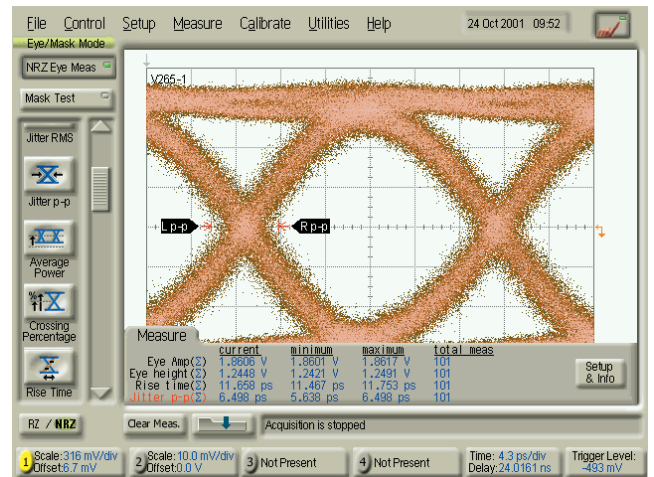 File Control Setup Measure Calibrate Utilities Help 24 Oct 2001 09:52
Eye/Mask Mode
NRZ Eye Meas
Mask Test
Jitter RMS
Jitter p-p
Average
Power
Crossing
Percentage
Rise Time
V265-1
L p-p R p-p
Measure
current minimum maximum total meas
Eye Amp(Σ) 1.8606 V 1.8601 V 1.8617 V 101
Eye height(Σ) 1.2448 V 1.2421 V 1.2491 V 101
Rise time(Σ) 11.658 ps 11.467 ps 11.753 ps 101
Jitter p-p(Σ) 6.498 ps 5.638 ps 6.498 ps 101
Setup
& Info
RZ / NRZ
Clear Meas. Acquisition is stopped
1 Scale:316 mV/div
Offset:6.7 mV
2 Scale:10.0 mV/div
Offset:0.0 V
3 Not Present
4 Not Present
Time: 4.3 ps/div
Delay:24.0161 ns
Trigger Level:
-493 mV